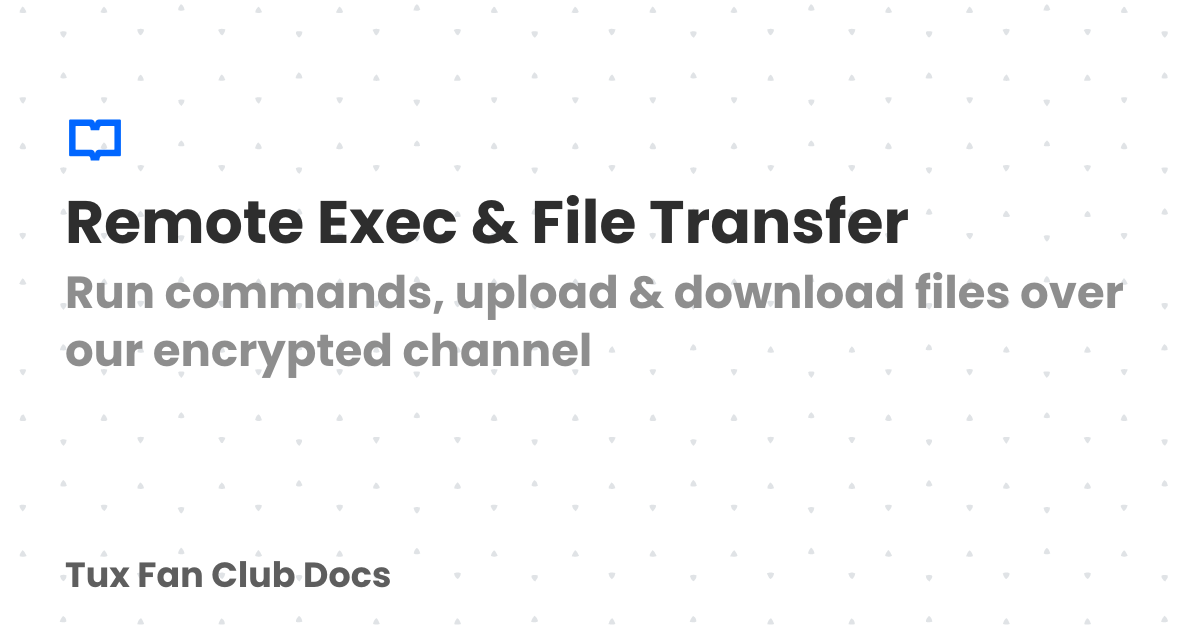 Remote Exec & File Transfer
Run commands, upload & download files over
our encrypted channel
Tux Fan Club Docs